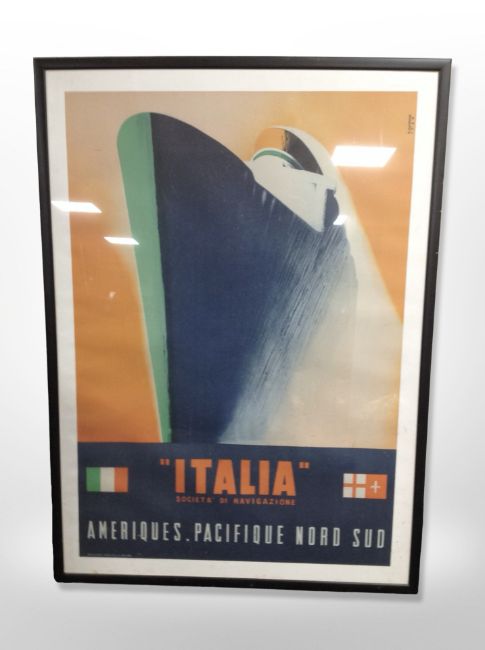 "ITALIA"
SOCIETA' DI NAVIGAZIONE
AMERIQUES.PACIFIQUE NORD SUD